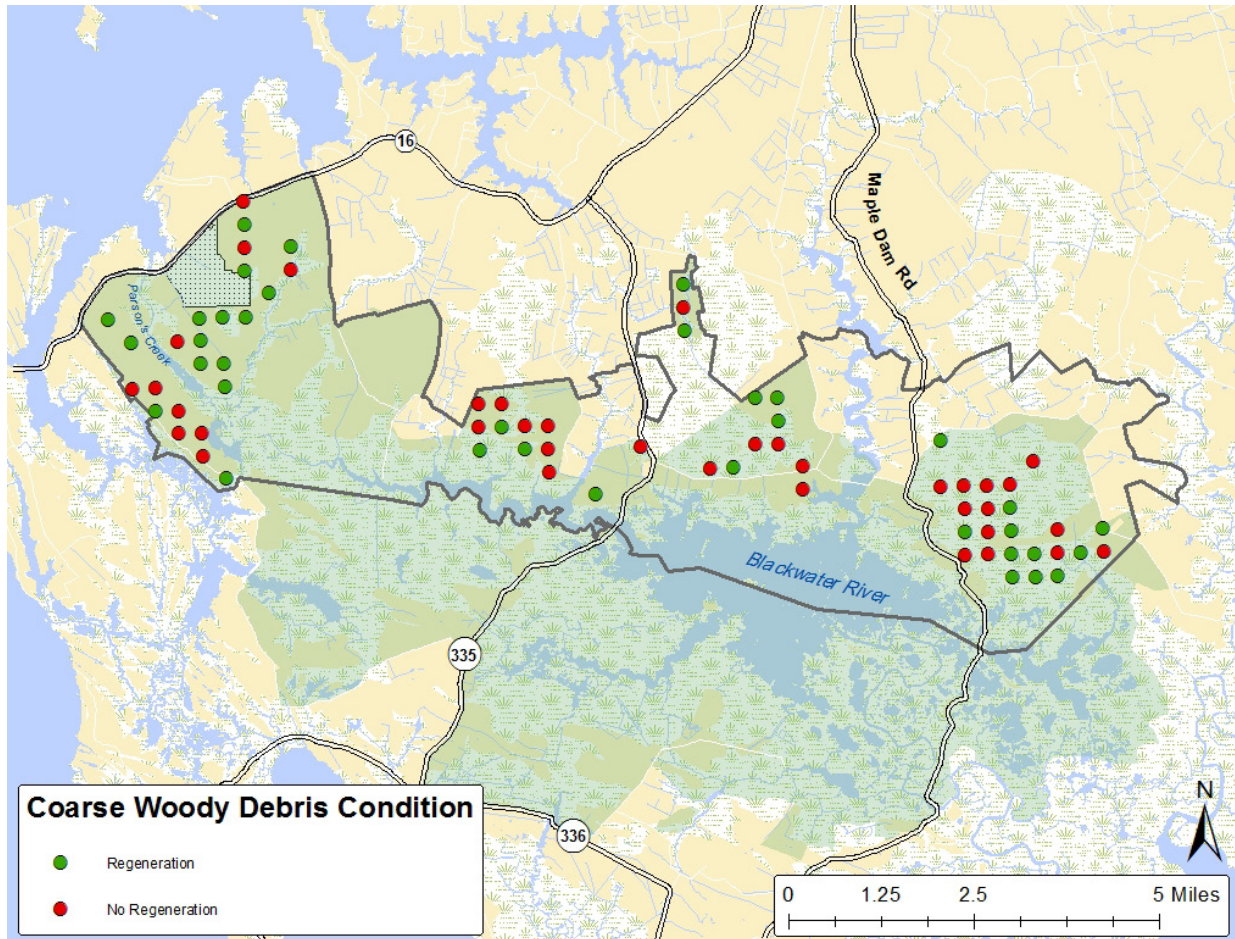 16
Maple Dam Rd
Parson's Creek
Blackwater River
335
336
Coarse Woody Debris Condition
Regeneration
No Regeneration
N
0 1.25 2.5 5 Miles